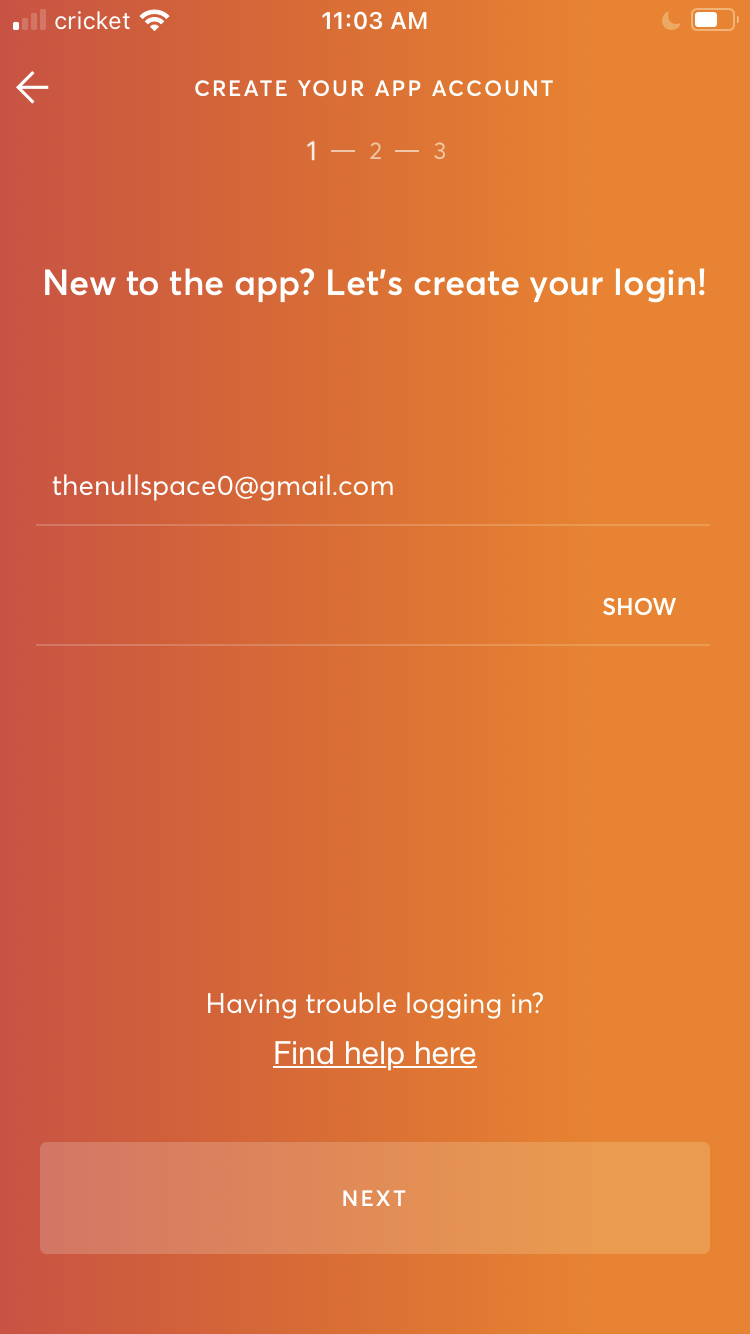 cricket 11:03 AM
CREATE YOUR APP ACCOUNT
1 — 2 — 3
New to the app? Let's create your login!
thenullspace0@gmail.com
SHOW
Having trouble logging in?
Find help here
NEXT